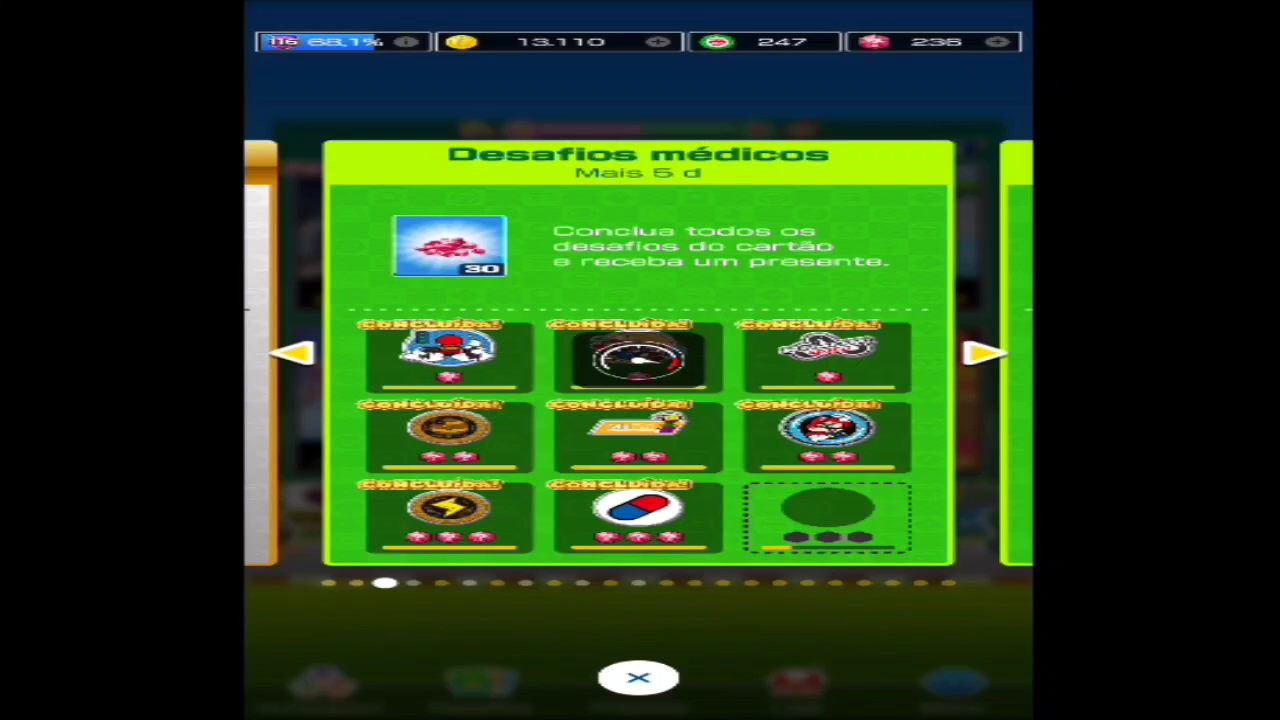 115 68.1% i 13.110 + 247 236 +
Desafios médicos
Mais 5 d
Conclua todos os
desafios do cartão
e receba um presente.
30
CONCLUÍDA! CONCLUÍDA! CONCLUÍDA!
CONCLUÍDA! CONCLUÍDA! CONCLUÍDA!
CONCLUÍDA! CONCLUÍDA!